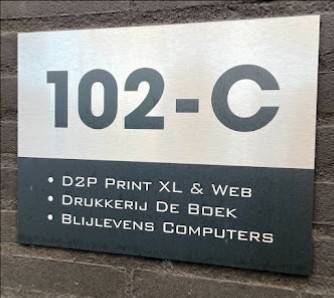 102-C
• D2P Print XL & Web
• Drukkerij De Boek
• Blijlevens Computers